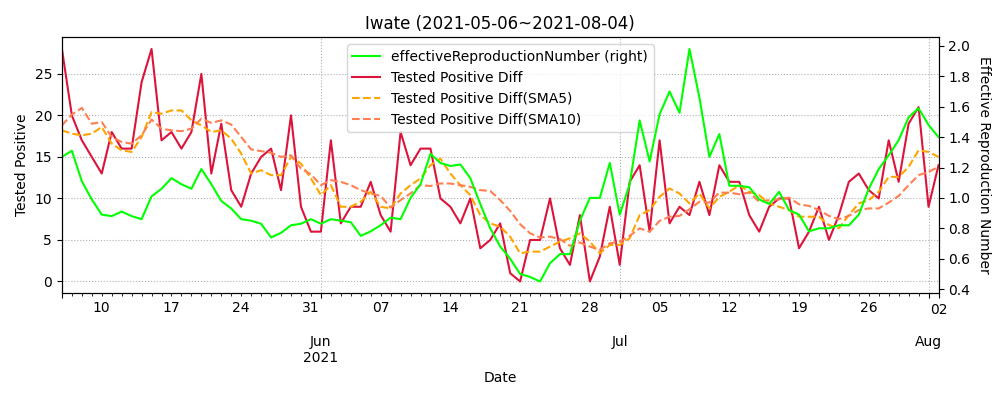 Iwate (2021-05-06~2021-08-04)
effectiveReproductionNumber (right)
Tested Positive Diff
Tested Positive Diff(SMA5)
Tested Positive Diff(SMA10)
Tested Positive
25
20
15
10
5
0
2.0
1.8
1.6
1.4
1.2
1.0
0.8
0.6
0.4
Effective Reproduction Number
10 17 24 31 07 14 21 28 05 12 19 26 02
Jun Jul Aug
2021
Date